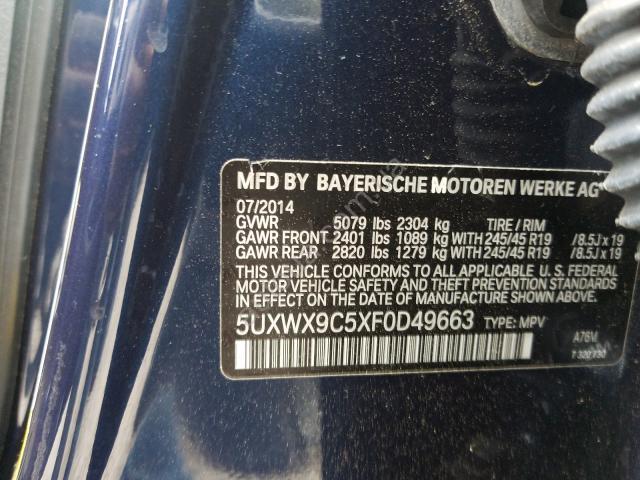 MFD BY BAYERISCHE MOTOREN WERKE AG
07/2014
GVWR 5079 lbs 2304 kg TIRE / RIM
GAWR FRONT 2401 lbs 1089 kg WITH 245/45 R19 /8.5J x 19
GAWR REAR 2820 lbs 1279 kg WITH 245/45 R19 /8.5J x 19
THIS VEHICLE CONFORMS TO ALL APPLICABLE U. S. FEDERAL
MOTOR VEHICLE SAFETY AND THEFT PREVENTION STANDARDS
IN EFFECT ON THE DATE OF MANUFACTURE SHOWN ABOVE.
5UXWX9C5XF0D49663 TYPE: MPV
A76M